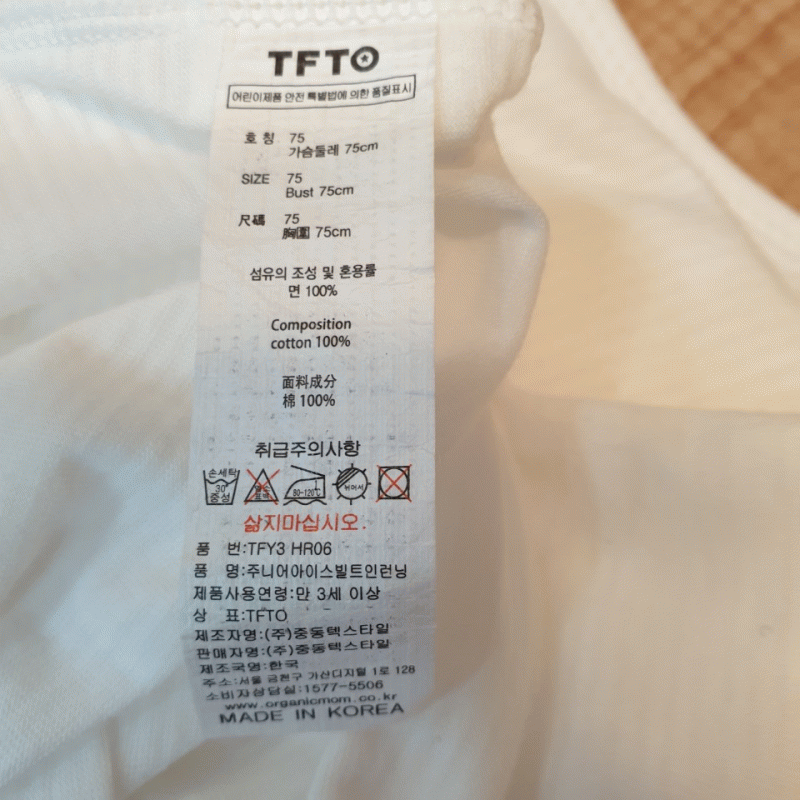 TFTO
어린이제품 안전 특별법에 의한 품질표시
호 칭 75
가슴둘레 75cm
SIZE 75
Bust 75cm
尺碼 75
胸圍 75cm
섬유의 조성 및 혼용률
면 100%
Composition
cotton 100%
面料成分
棉 100%
취급주의사항
손세탁
30
중성
80-120℃
뉘어서
삶지마십시오.
품 번:TFY3 HR06
품 명:주니어아이스빌트인런닝
제품사용연령:만 3세 이상
상 표:TFTO
제조자명:(주)중동텍스타일
판매자명:(주)중동텍스타일
제조국명:한국
주소:서울 금천구 가산디지털 1로 128
소비자상담실:1577-5506
www.organicmom.co.kr
MADE IN KOREA